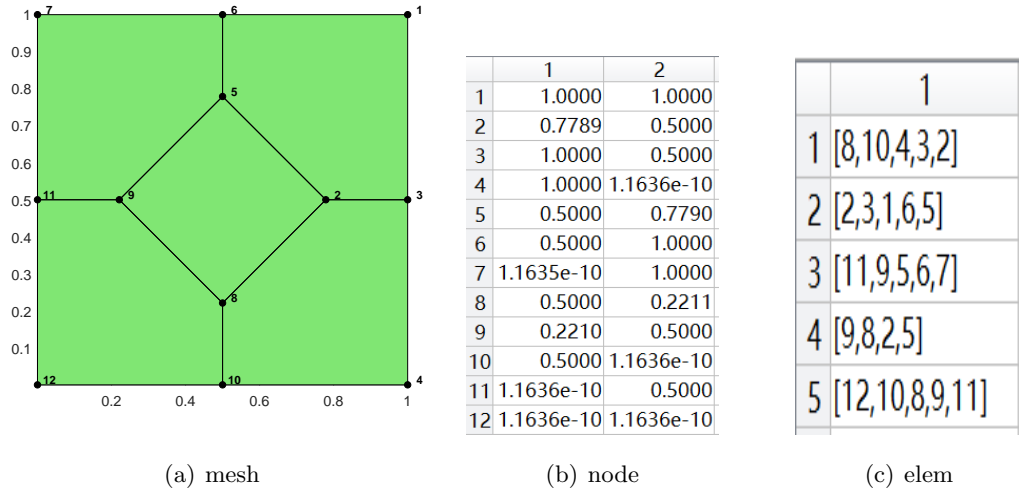 7 6 1
1
0.9
0.8
5
0.7
0.6
11 9 2 3
0.5
0.4
0.3
8
0.2
0.1
12 10 4
0.2 0.4 0.6 0.8 1
(a) mesh
1 2
1 1.0000 1.0000
2 0.7789 0.5000
3 1.0000 0.5000
4 1.0000 1.1636e-10
5 0.5000 0.7790
6 0.5000 1.0000
7 1.1635e-10 1.0000
8 0.5000 0.2211
9 0.2210 0.5000
10 0.5000 1.1636e-10
11 1.1636e-10 0.5000
12 1.1636e-10 1.1636e-10
(b) node
1
1 [8,10,4,3,2]
2 [2,3,1,6,5]
3 [11,9,5,6,7]
4 [9,8,2,5]
5 [12,10,8,9,11]
(c) elem